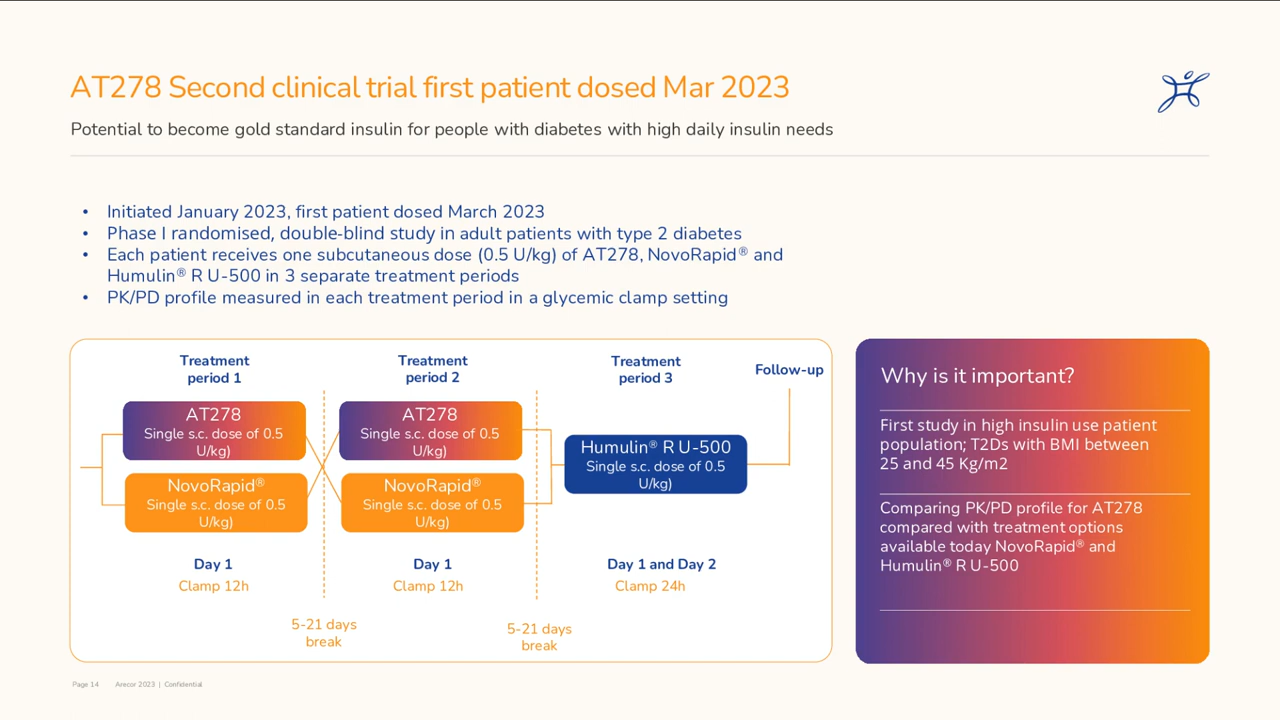 AT278 Second clinical trial first patient dosed Mar 2023
Potential to become gold standard insulin for people with diabetes with high daily insulin needs
• Initiated January 2023, first patient dosed March 2023
• Phase I randomised, double-blind study in adult patients with type 2 diabetes
• Each patient receives one subcutaneous dose (0.5 U/kg) of AT278, NovoRapid® and
Humulin® R U-500 in 3 separate treatment periods
• PK/PD profile measured in each treatment period in a glycemic clamp setting
Treatment
period 1
AT278
Single s.c. dose of 0.5
U/kg)
NovoRapid®
Single s.c. dose of 0.5
U/kg)
Day 1
Clamp 12h
5-21 days
break
Treatment
period 2
AT278
Single s.c. dose of 0.5
U/kg)
NovoRapid®
Single s.c. dose of 0.5
U/kg)
Day 1
Clamp 12h
5-21 days
break
Treatment
period 3
Humulin® R U-500
Single s.c. dose of 0.5
U/kg)
Day 1 and Day 2
Clamp 24h
Follow-up
Why is it important?
First study in high insulin use patient
population; T2Ds with BMI between
25 and 45 Kg/m2
Comparing PK/PD profile for AT278
compared with treatment options
available today NovoRapid® and
Humulin® R U-500
Page 14 Arecor 2023 | Confidential